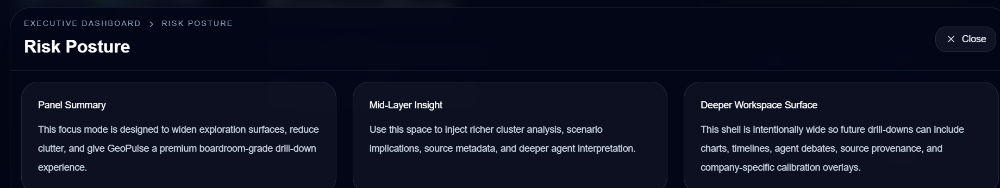 EXECUTIVE DASHBOARD > RISK POSTURE
Risk Posture
Close
Panel Summary
This focus mode is designed to widen exploration surfaces, reduce
clutter, and give GeoPulse a premium boardroom-grade drill-down
experience.
Mid-Layer Insight
Use this space to inject richer cluster analysis, scenario
implications, source metadata, and deeper agent interpretation.
Deeper Workspace Surface
This shell is intentionally wide so future drill-downs can include
charts, timelines, agent debates, source provenance, and
company-specific calibration overlays.